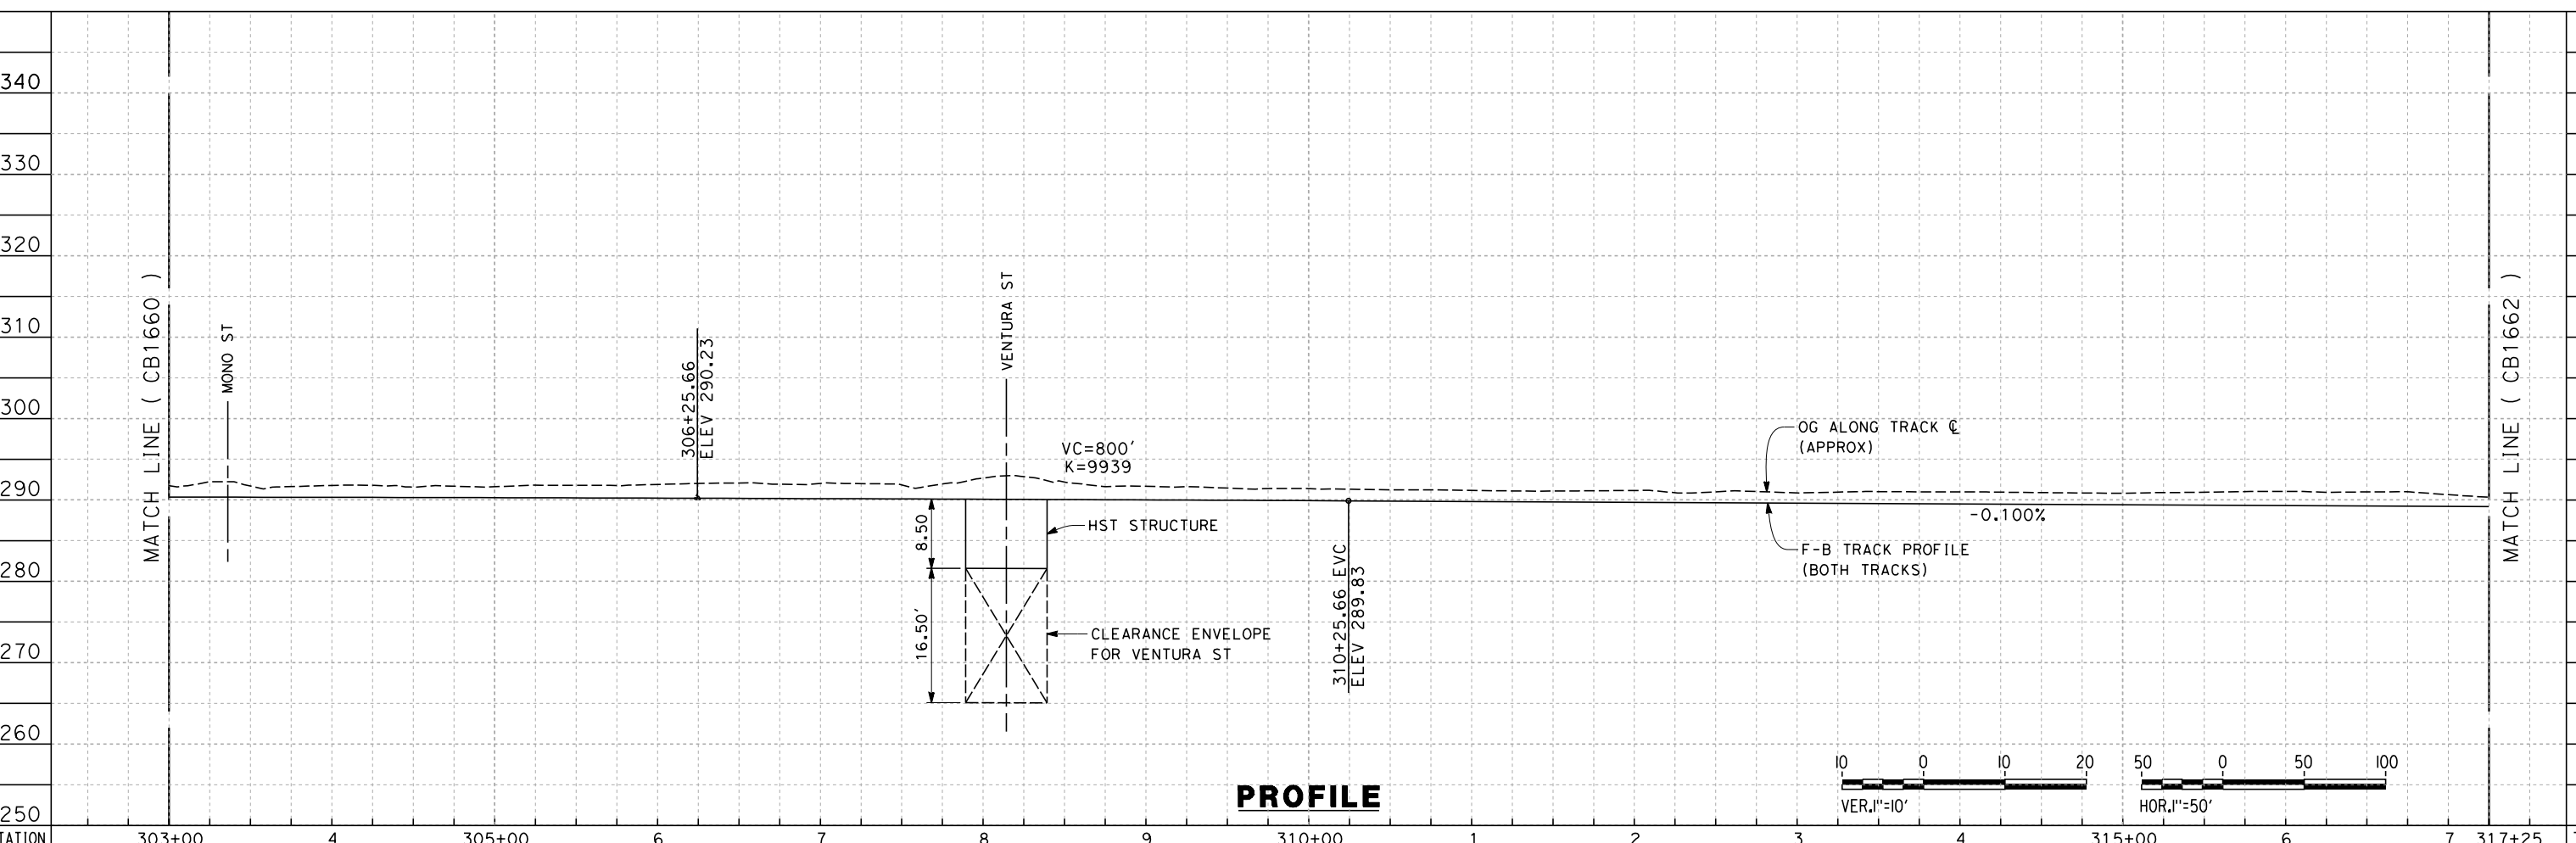 340
330
320
310
300
290
280
270
260
250
MATCH LINE ( CB1660 )
MONO ST
306+25.66
ELEV 290.23
VENTURA ST
VC=800'
K=9939
8.50
HST STRUCTURE
16.50'
CLEARANCE ENVELOPE
FOR VENTURA ST
310+25.66 EVC
ELEV 289.83
OG ALONG TRACK ℄
(APPROX)
-0.100%
F-B TRACK PROFILE
(BOTH TRACKS)
MATCH LINE ( CB1662 )
10 0 10 20
VER.1"=10'
50 0 50 100
HOR.1"=50'
PROFILE
TATION 303+00 4 305+00 6 7 8 9 310+00 1 2 3 4 315+00 6 7 317+25